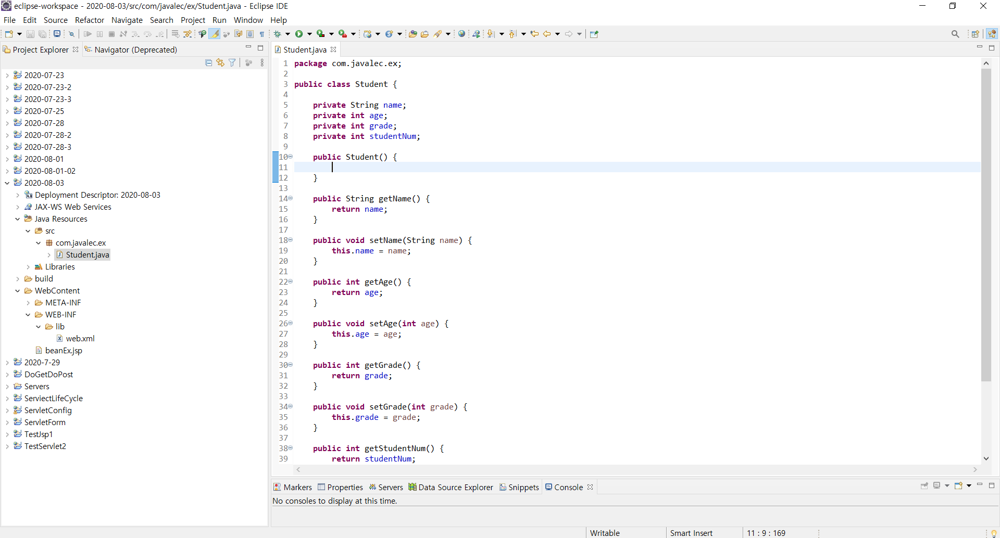 eclipse-workspace - 2020-08-03/src/com/javalec/ex/Student.java - Eclipse IDE
File Edit Source Refactor Navigate Search Project Run Window Help
Project Explorer Navigator (Deprecated)
2020-07-23
2020-07-23-2
2020-07-23-3
2020-07-25
2020-07-28
2020-07-28-2
2020-07-28-3
2020-08-01
2020-08-01-02
2020-08-03
Deployment Descriptor: 2020-08-03
JAX-WS Web Services
Java Resources
src
com.javalec.ex
Student.java
Libraries
build
WebContent
META-INF
WEB-INF
lib
web.xml
beanEx.jsp
2020-7-29
DoGetDoPost
Servers
ServiectLifeCycle
ServletConfig
ServletForm
TestJsp1
TestServlet2
Student.java
1 package com.javalec.ex;
2
3 public class Student {
4
5 private String name;
6 private int age;
7 private int grade;
8 private int studentNum;
9
10 public Student() {
11
12 }
13
14 public String getName() {
15 return name;
16 }
17
18 public void setName(String name) {
19 this.name = name;
20 }
21
22 public int getAge() {
23 return age;
24 }
25
26 public void setAge(int age) {
27 this.age = age;
28 }
29
30 public int getGrade() {
31 return grade;
32 }
33
34 public void setGrade(int grade) {
35 this.grade = grade;
36 }
37
38 public int getStudentNum() {
39 return studentNum;
Markers Properties Servers Data Source Explorer Snippets Console
No consoles to display at this time.
Writable Smart Insert 11 : 9 : 169